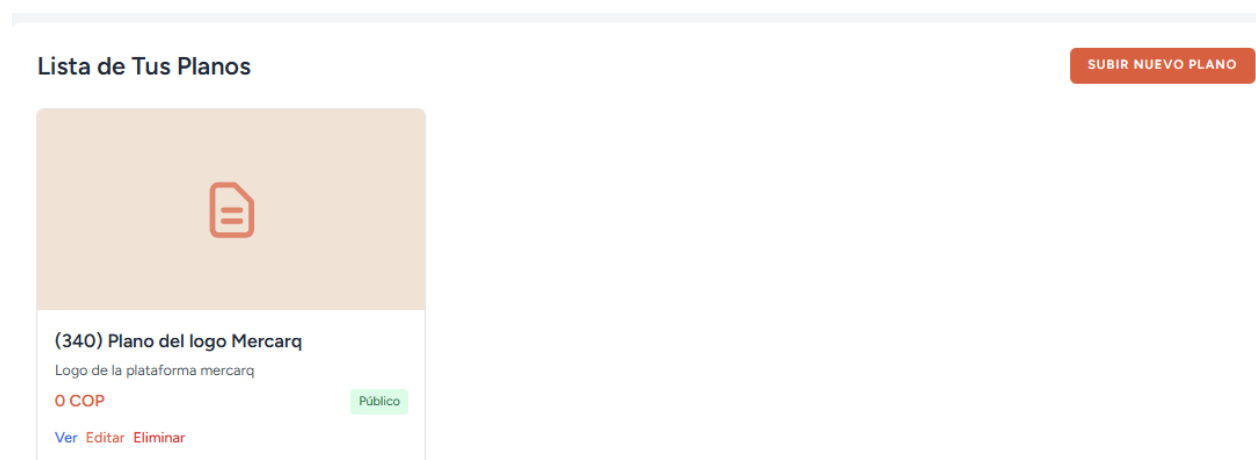 Lista de Tus Planos
SUBIR NUEVO PLANO
(340) Plano del logo Mercarq
Logo de la plataforma mercarq
0 COP
Público
Ver Editar Eliminar